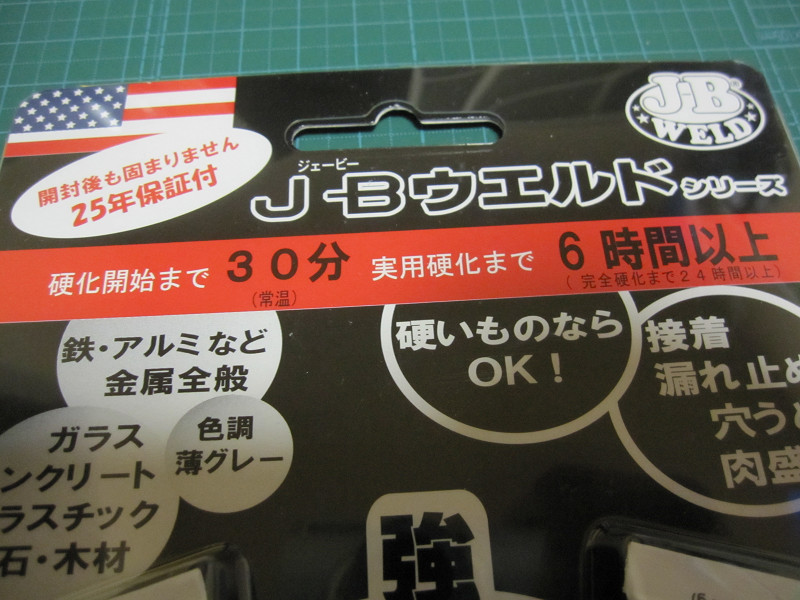 J-B
WELD
開封後も固まりません
25年保証付
ジェービー
J-Bウエルド シリーズ
硬化開始まで 30分 実用硬化まで 6時間以上
(常温) (完全硬化まで24時間以上)
鉄・アルミなど
金属全般
硬いものなら
OK!
接着
漏れ止め
穴う
肉盛
色調
薄グレー
ガラス
ンクリート
ラスチック
石・木材
強